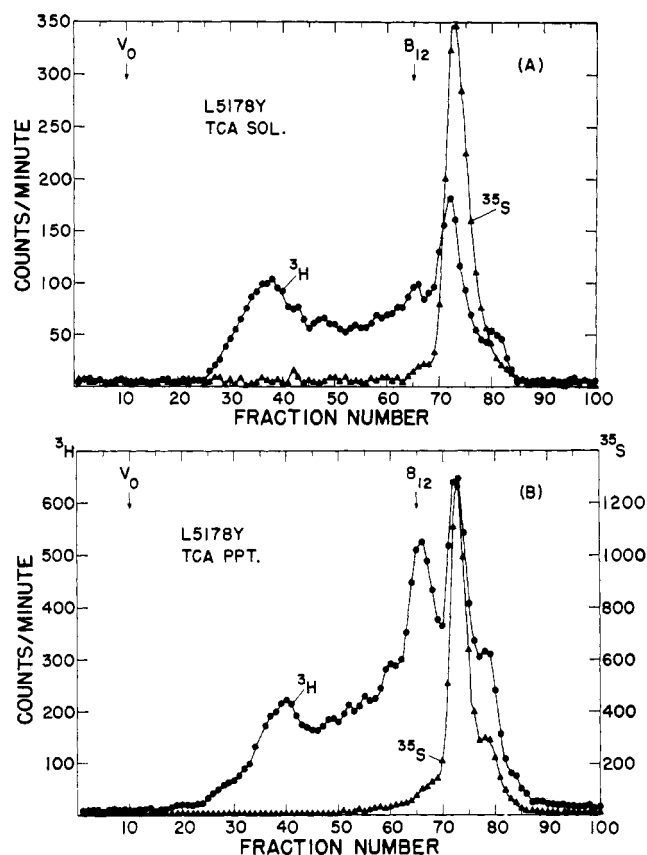 350
300
250
200
150
100
50
COUNTS/MINUTE
V0
B12
(A)
L5178Y
TCA SOL.
35S
3H
10 20 30 40 50 60 70 80 90 100
FRACTION NUMBER
3H
35S
600
500
400
300
200
100
COUNTS/MINUTE
V0
B12
(B)
L5178Y
TCA PPT.
3H
35S
1200
1000
800
600
400
200
10 20 30 40 50 60 70 80 90 100
FRACTION NUMBER